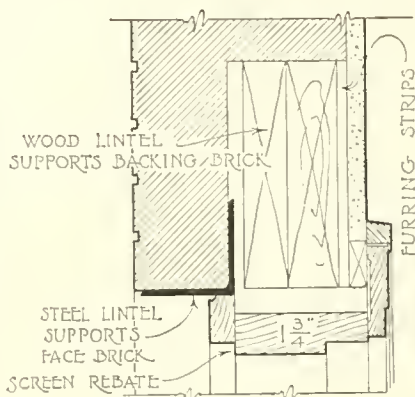 WOOD LINTEL
SUPPORTS BACKING BRICK
FURRING STRIPS
STEEL LINTEL
SUPPORTS
FACE BRICK
SCREEN REBATE
1 3/4"